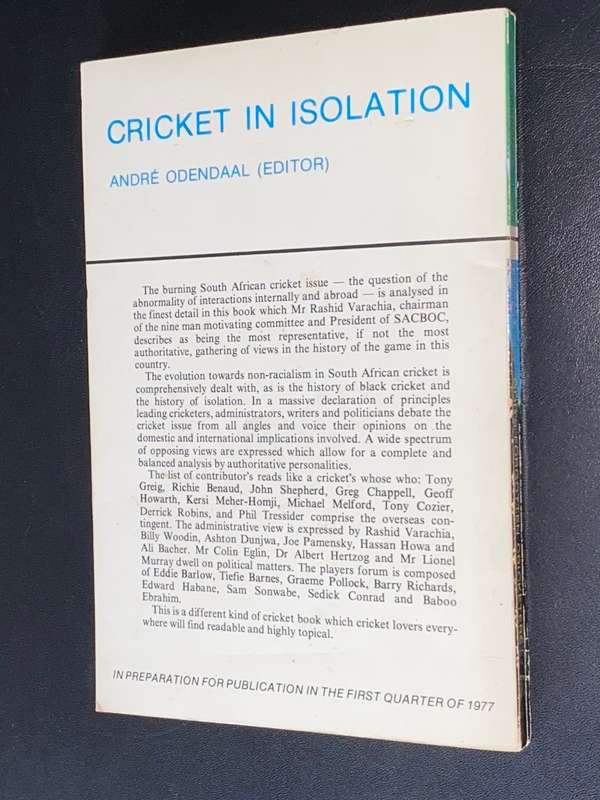 CRICKET IN ISOLATION
ANDRÉ ODENDAAL (EDITOR)
The burning South African cricket issue — the question of the
abnormality of interactions internally and abroad — is analysed in
the finest detail in this book which Mr Rashid Varachia, chairman
of the nine man motivating committee and President of SACBOC,
describes as being the most representative, if not the most
authoritative, gathering of views in the history of the game in this
country.
The evolution towards non-racialism in South African cricket is
comprehensively dealt with, as is the history of black cricket and
the history of isolation. In a massive declaration of principles
leading cricketers, administrators, writers and politicians debate the
cricket issue from all angles and voice their opinions on the
domestic and international implications involved. A wide spectrum
of opposing views are expressed which allow for a complete and
balanced analysis by authoritative personalities.
The list of contributor's reads like a cricket's whose who: Tony
Greig, Richie Benaud, John Shepherd, Greg Chappell, Geoff
Howarth, Kersi Meher-Homji, Michael Melford, Tony Cozier,
Derrick Robins, and Phil Tressider comprise the overseas con-
tingent. The administrative view is expressed by Rashid Varachia,
Billy Woodin, Ashton Dunjwa, Joe Pamensky, Hassan Howa and
Ali Bacher. Mr Colin Eglin, Dr Albert Hertzog and Mr Lionel
Murray dwell on political matters. The players forum is composed
of Eddie Barlow, Tiefie Barnes, Graeme Pollock, Barry Richards,
Edward Habane, Sam Sonwabe, Sedick Conrad and Baboo
Ebrahim.
This is a different kind of cricket book which cricket lovers every-
where will find readable and highly topical.
IN PREPARATION FOR PUBLICATION IN THE FIRST QUARTER OF 1977